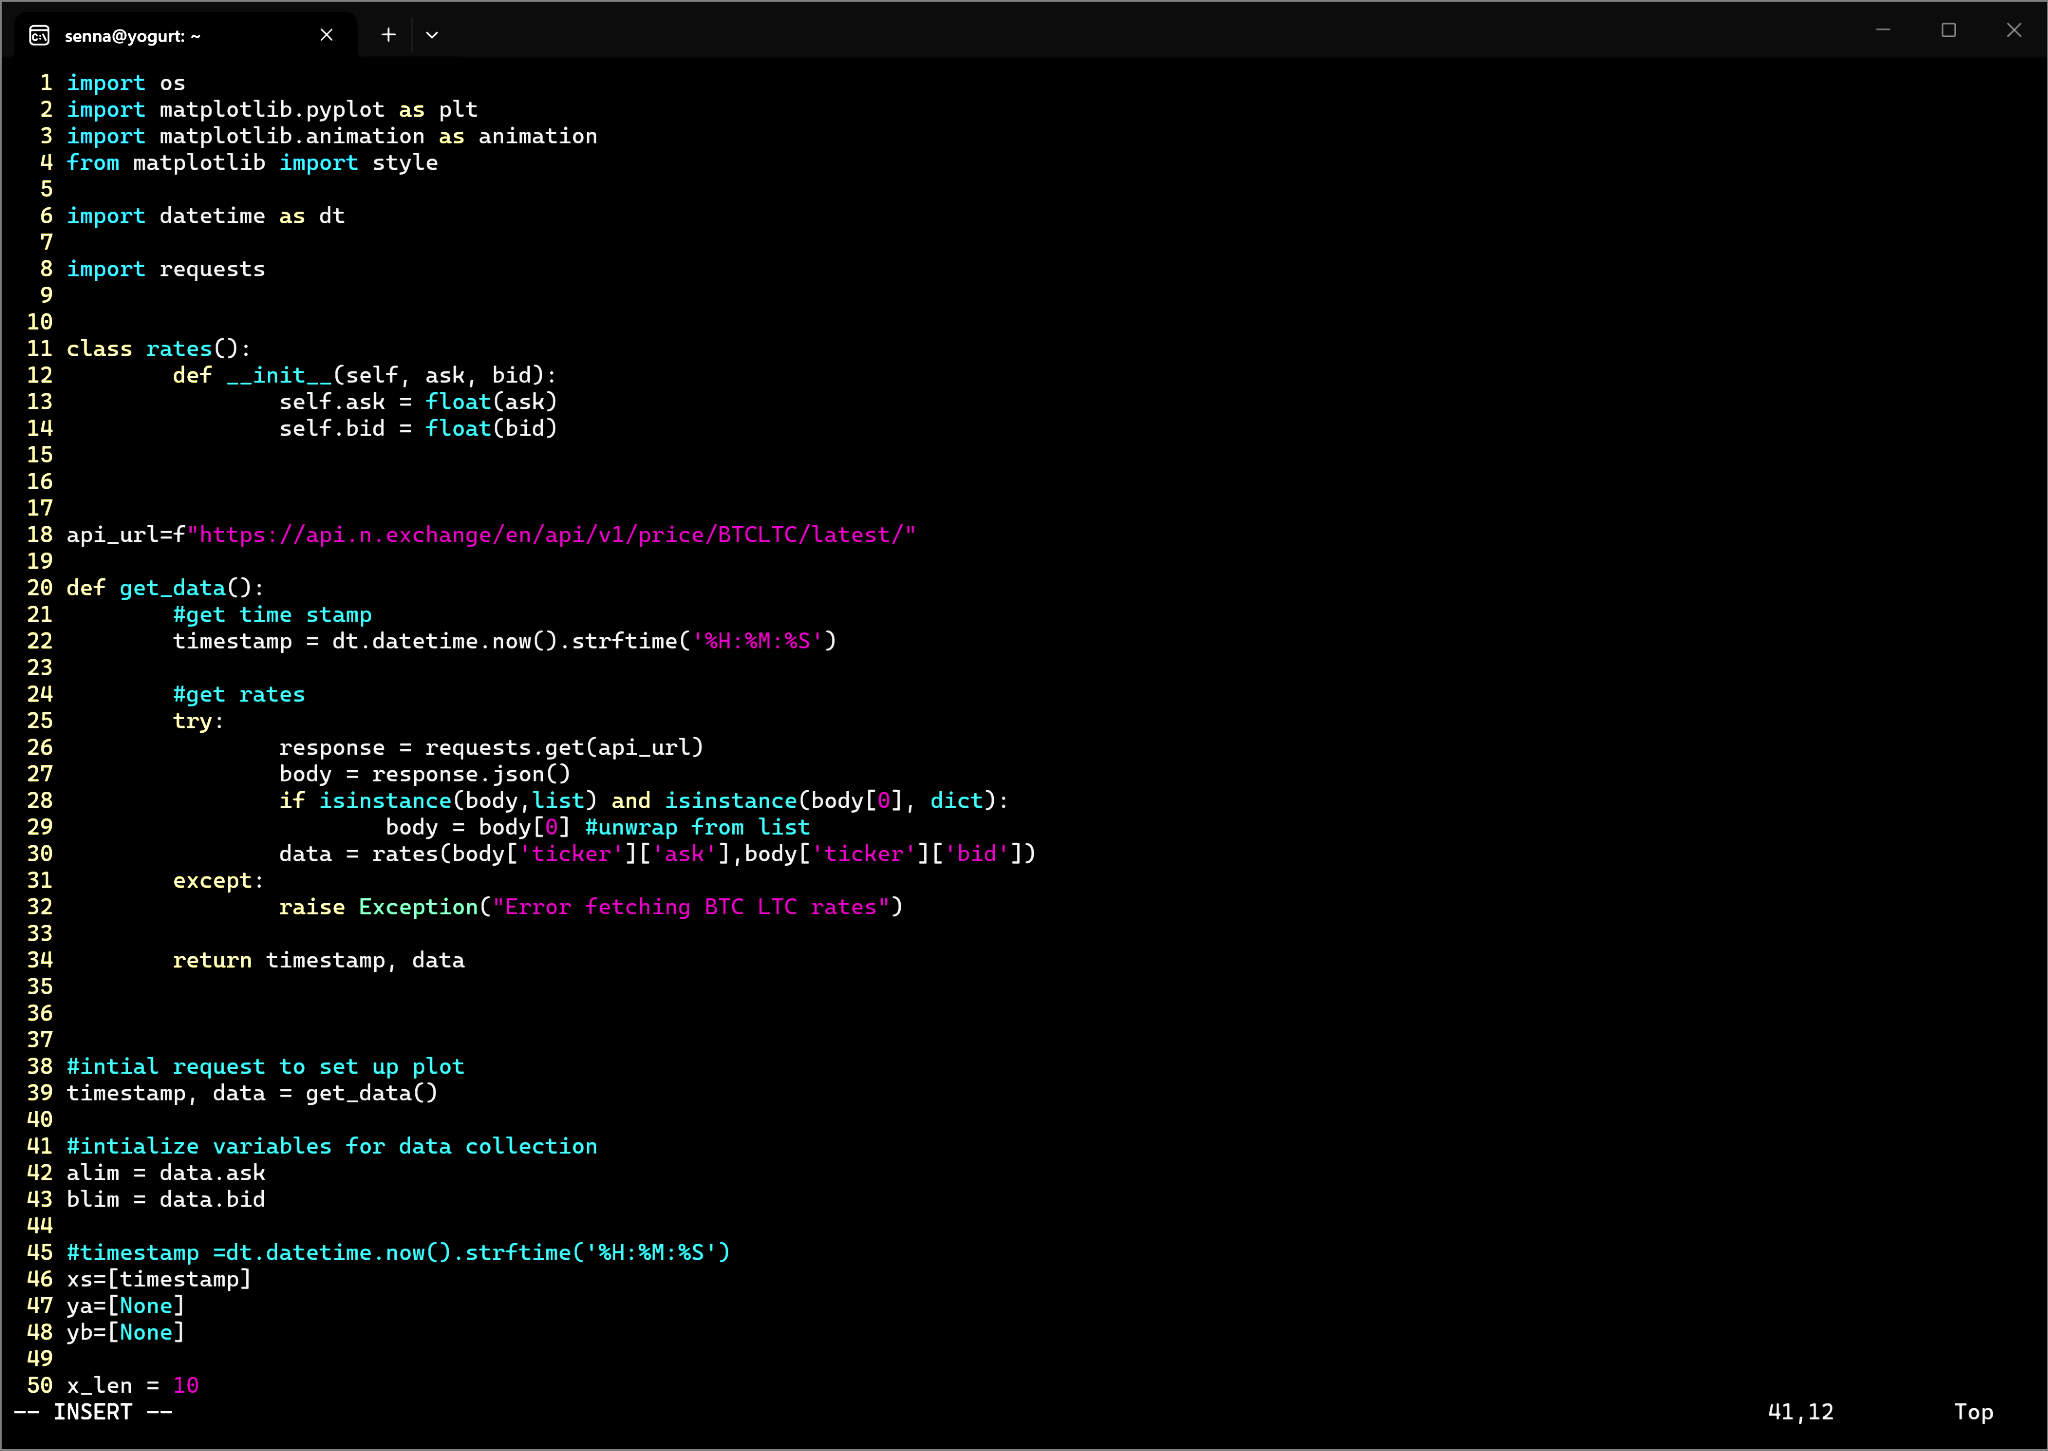 senna@yogurt: ~
1 import os
2 import matplotlib.pyplot as plt
3 import matplotlib.animation as animation
4 from matplotlib import style
5
6 import datetime as dt
7
8 import requests
9
10
11 class rates():
12         def __init__(self, ask, bid):
13                 self.ask = float(ask)
14                 self.bid = float(bid)
15
16
17
18 api_url=f"https://api.n.exchange/en/api/v1/price/BTCLTC/latest/"
19
20 def get_data():
21         #get time stamp
22         timestamp = dt.datetime.now().strftime('%H:%M:%S')
23
24         #get rates
25         try:
26                 response = requests.get(api_url)
27                 body = response.json()
28                 if isinstance(body,list) and isinstance(body[0], dict):
29                         body = body[0] #unwrap from list
30                 data = rates(body['ticker']['ask'],body['ticker']['bid'])
31         except:
32                 raise Exception("Error fetching BTC LTC rates")
33
34         return timestamp, data
35
36
37
38 #intial request to set up plot
39 timestamp, data = get_data()
40
41 #intialize variables for data collection
42 alim = data.ask
43 blim = data.bid
44
45 #timestamp =dt.datetime.now().strftime('%H:%M:%S')
46 xs=[timestamp]
47 ya=[None]
48 yb=[None]
49
50 x_len = 10
-- INSERT -- 41,12 Top